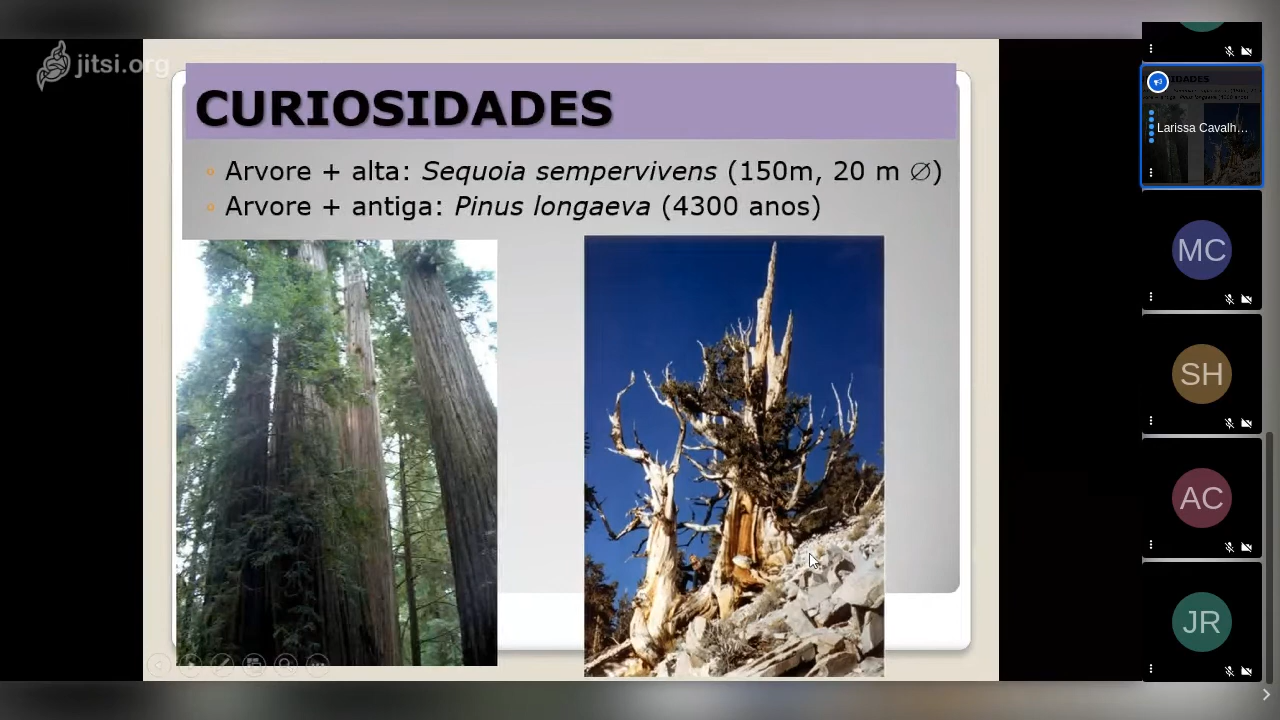 jitsi.org
CURIOSIDADES
Arvore + alta: Sequoia sempervivens (150m, 20 m ∅)
Arvore + antiga: Pinus longaeva (4300 anos)
Larissa Cavalh…
MC
SH
AC
JR